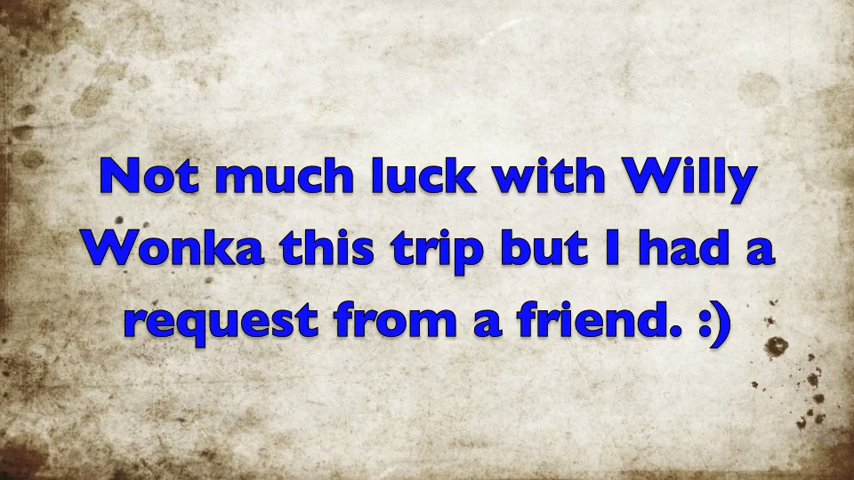 Not much luck with Willy
Wonka this trip but I had a
request from a friend. :)